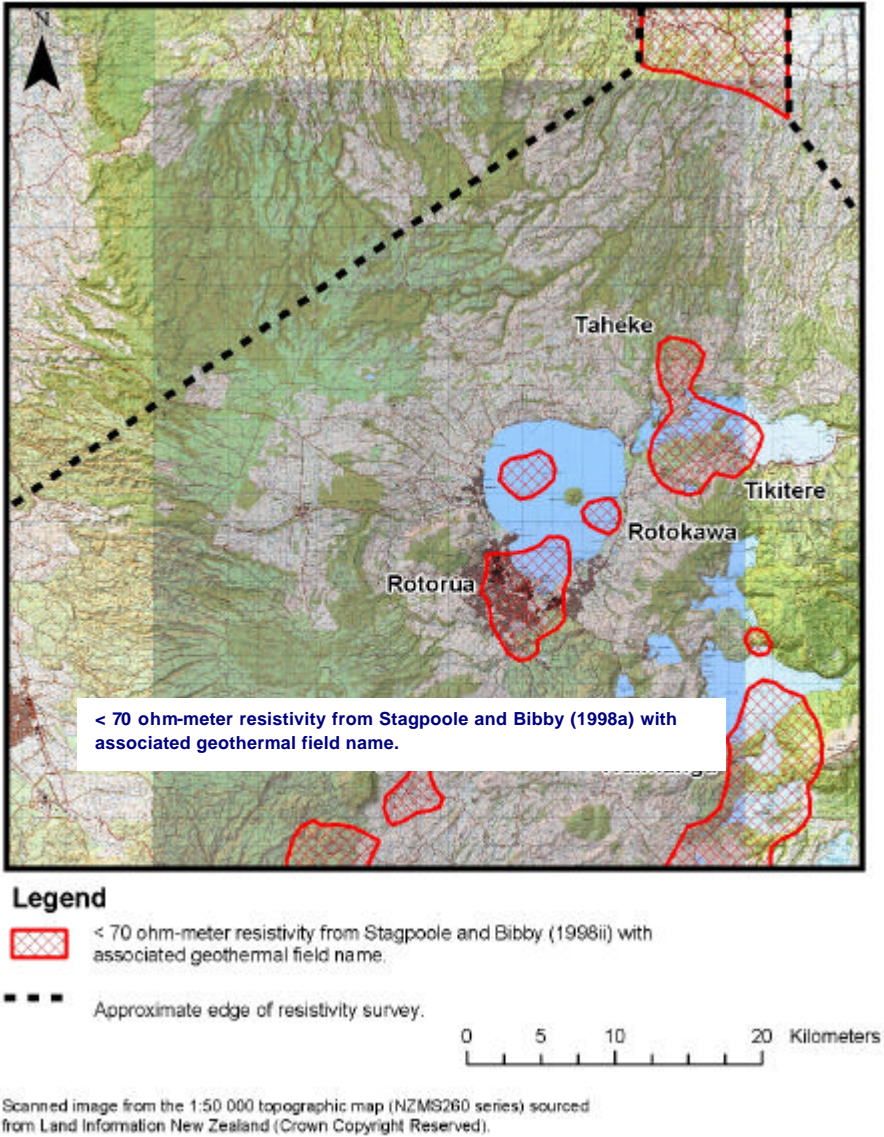 N
Taheke
Tikitere
Rotokawa
Rotorua
< 70 ohm-meter resistivity from Stagpoole and Bibby (1998a) with
associated geothermal field name.
Legend
< 70 ohm-meter resistivity from Stagpoole and Bibby (1998ii) with
associated geothermal field name.
Approximate edge of resistivity survey.
0 5 10 20 Kilometers
Scanned image from the 1:50 000 topographic map (NZMS260 series) sourced
from Land Information New Zealand (Crown Copyright Reserved).